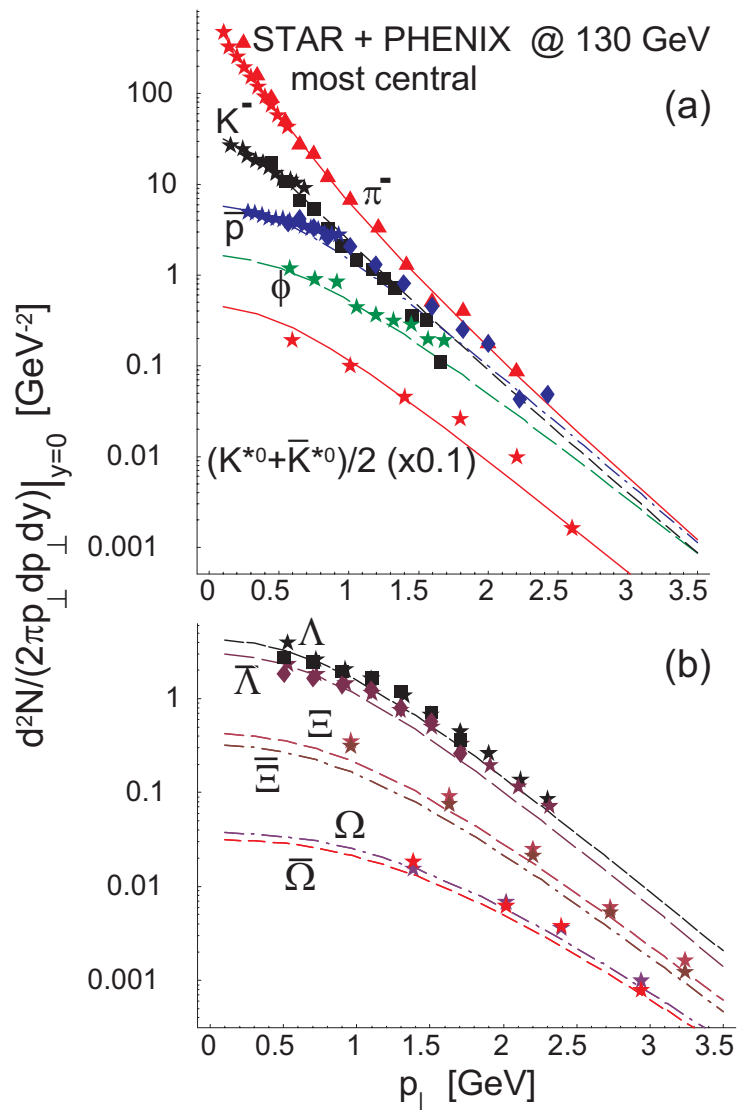 STAR + PHENIX @ 130 GeV
most central
(a)
100
K⁻
10
π⁻
p̅
1
ϕ
0.1
(K*⁰+K̅*⁰)/2 (x0.1)
0.01
0.001
0 0.5 1 1.5 2 2.5 3 3.5
d²N/(2πp⊥ dp⊥ dy)|y=0 [GeV⁻²]
Λ
(b)
Λ̅
1
Ξ
Ξ̅
0.1
Ω
Ω̅
0.01
0.001
0 0.5 1 1.5 2 2.5 3 3.5
p⊥ [GeV]